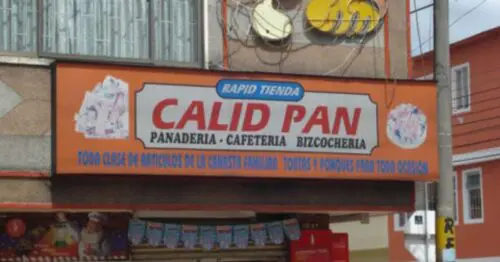 RAPID TIENDA
CALID PAN
PANADERIA · CAFETERIA BIZCOCHERIA
TODA CLASE DE ARTICULOS DE LA CANASTA FAMILIAR TORTAS Y PONQUES PARA TODA OCASIÓN